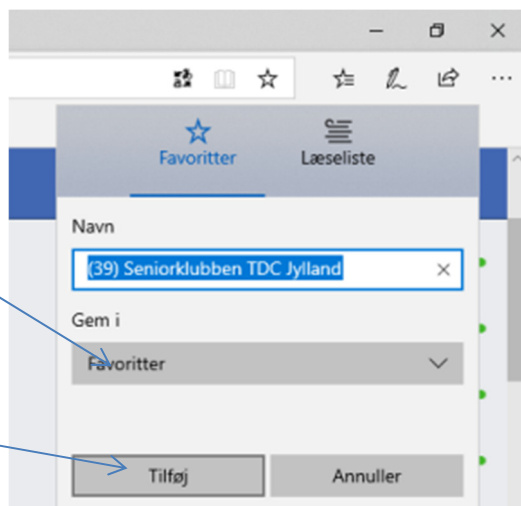 Favoritter Læseliste
Navn
(39) Seniorklubben TDC Jylland
Gem i
Favoritter
Tilføj Annuller